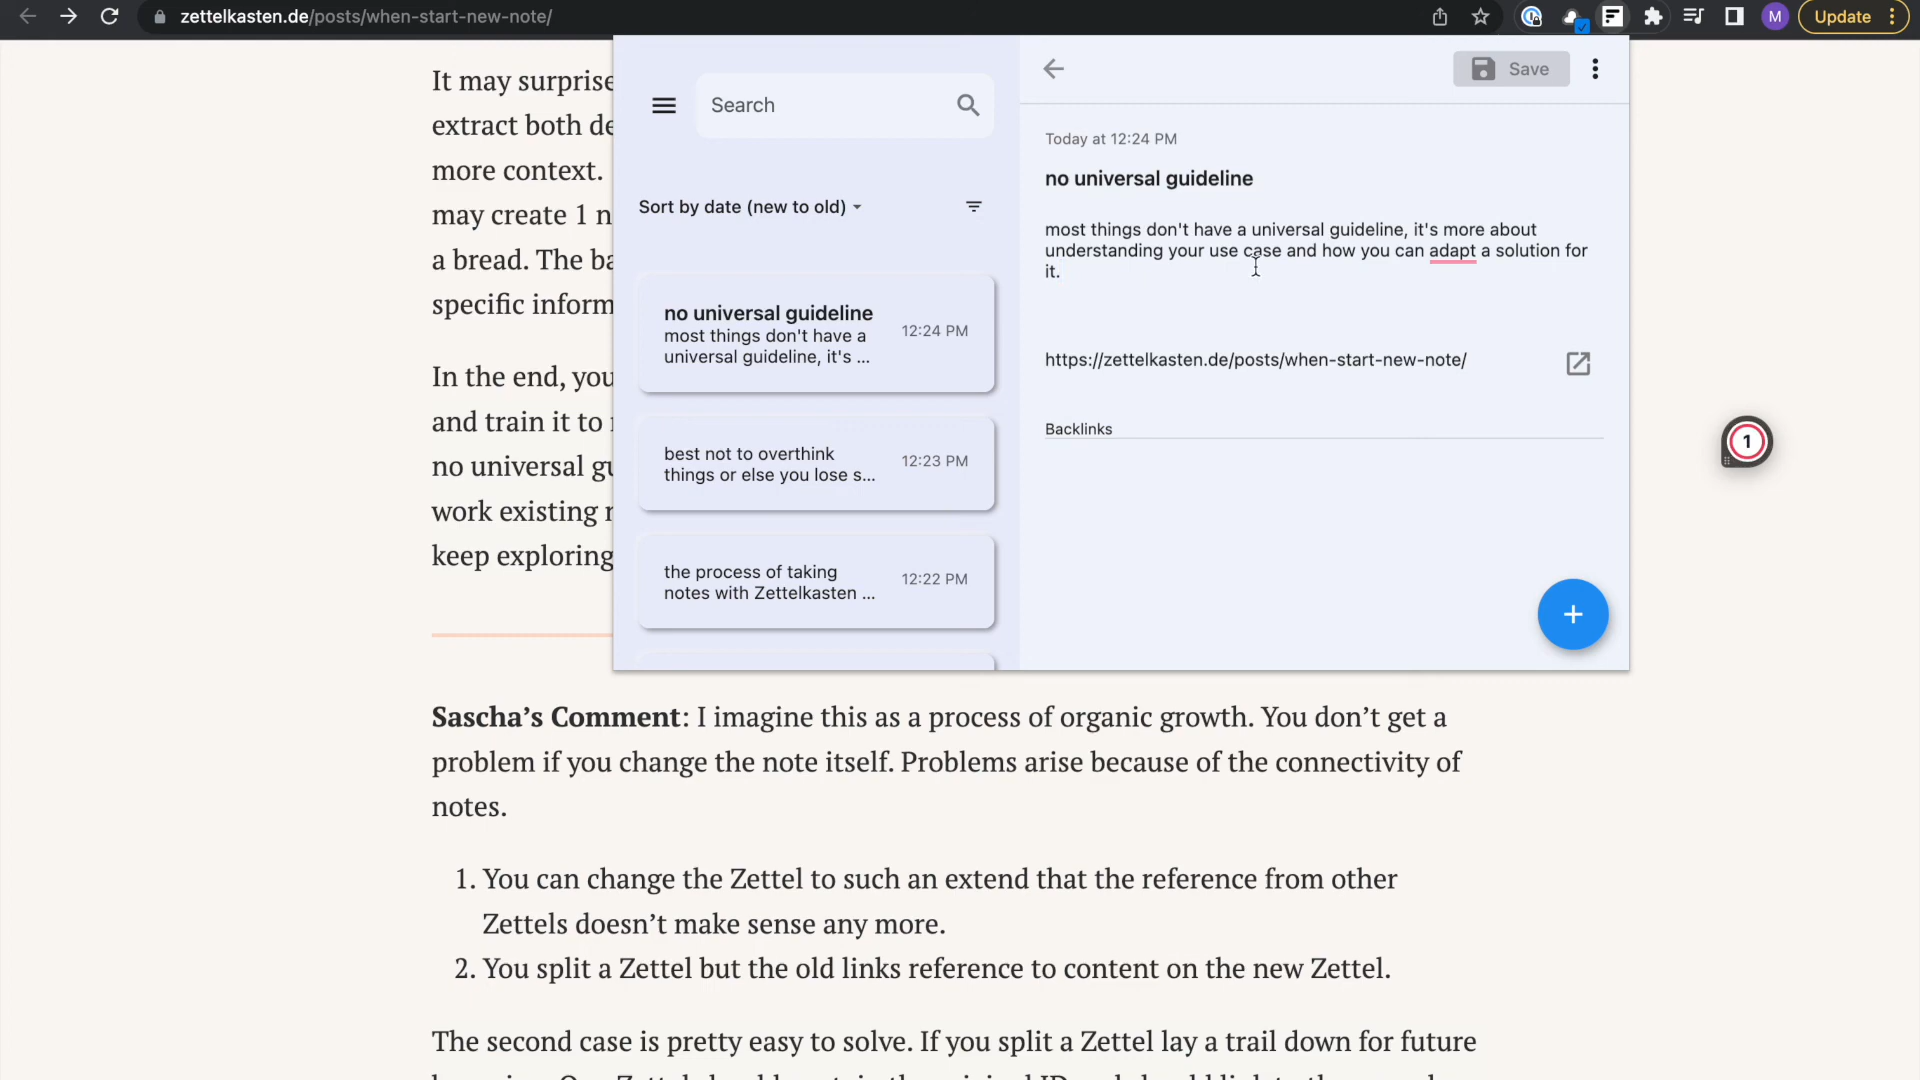 zettelkasten.de/posts/when-start-new-note/
M
Update
It may surprise
extract both de
more context.
may create 1 n
a bread. The ba
specific inform
In the end, you
and train it to
no universal gu
work existing
keep exploring
Search
Sort by date (new to old)
no universal guideline
most things don't have a
universal guideline, it's ...
12:24 PM
best not to overthink
things or else you lose s...
12:23 PM
the process of taking
notes with Zettelkasten ...
12:22 PM
Save
Today at 12:24 PM
no universal guideline
most things don't have a universal guideline, it's more about
understanding your use case and how you can adapt a solution for
it.
https://zettelkasten.de/posts/when-start-new-note/
Backlinks
+
1
Sascha’s Comment: I imagine this as a process of organic growth. You don’t get a
problem if you change the note itself. Problems arise because of the connectivity of
notes.
1. You can change the Zettel to such an extend that the reference from other
Zettels doesn’t make sense any more.
2. You split a Zettel but the old links reference to content on the new Zettel.
The second case is pretty easy to solve. If you split a Zettel lay a trail down for future